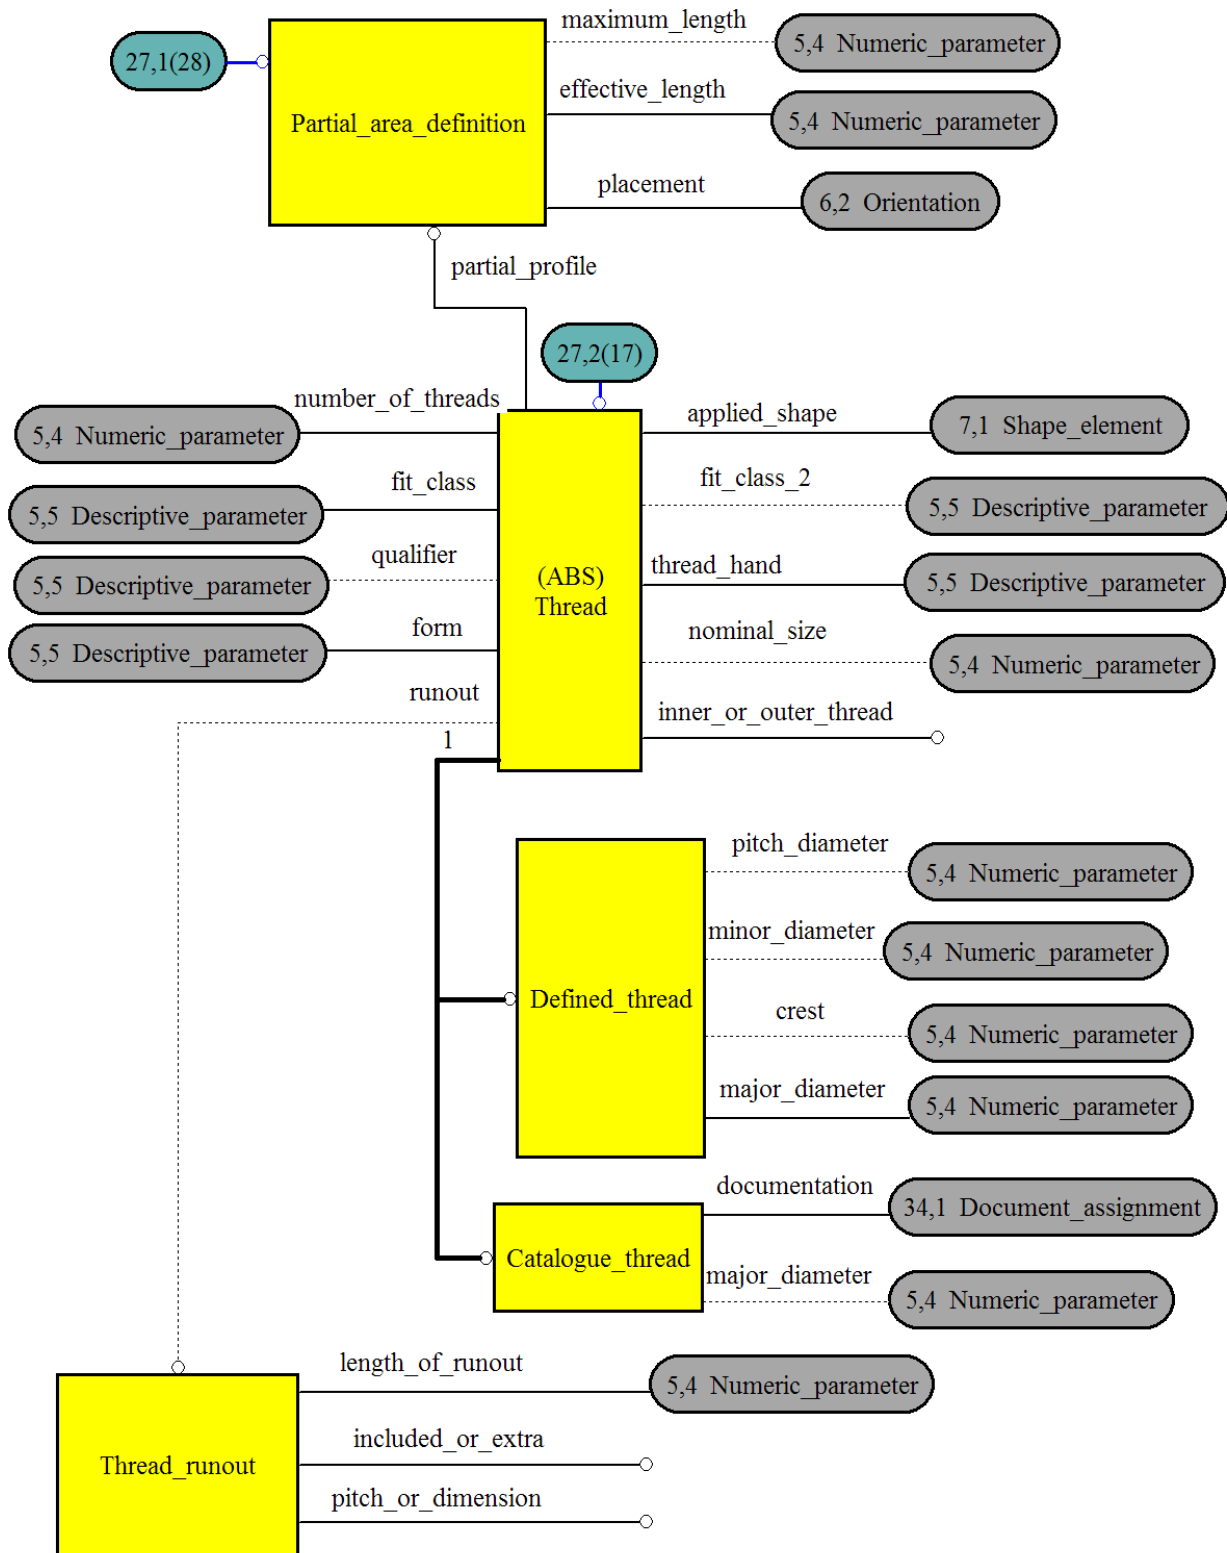 maximum_length
5,4 Numeric_parameter
27,1(28)
effective_length
Partial_area_definition
5,4 Numeric_parameter
placement
6,2 Orientation
partial_profile
27,2(17)
number_of_threads
applied_shape
5,4 Numeric_parameter
7,1 Shape_element
fit_class
fit_class_2
5,5 Descriptive_parameter
5,5 Descriptive_parameter
qualifier
thread_hand
(ABS)
Thread
5,5 Descriptive_parameter
5,5 Descriptive_parameter
form
nominal_size
5,5 Descriptive_parameter
5,4 Numeric_parameter
runout
inner_or_outer_thread
1
pitch_diameter
5,4 Numeric_parameter
minor_diameter
5,4 Numeric_parameter
Defined_thread
crest
5,4 Numeric_parameter
major_diameter
5,4 Numeric_parameter
documentation
34,1 Document_assignment
Catalogue_thread
major_diameter
5,4 Numeric_parameter
length_of_runout
5,4 Numeric_parameter
included_or_extra
Thread_runout
pitch_or_dimension